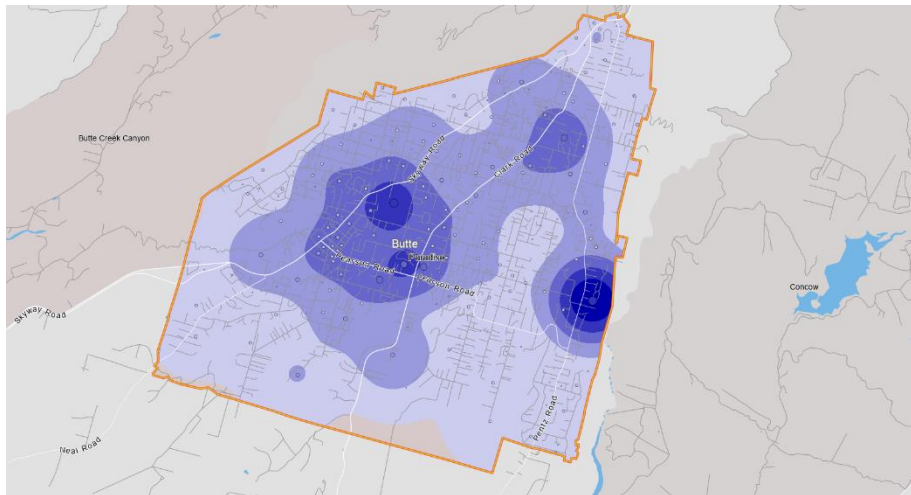 Butte Creek Canyon
Skyway Road
Clark Road
Butte
Paradise
Pearson Road
Pearson Road
Concow
Skyway Road
Pentz Road
Neal Road